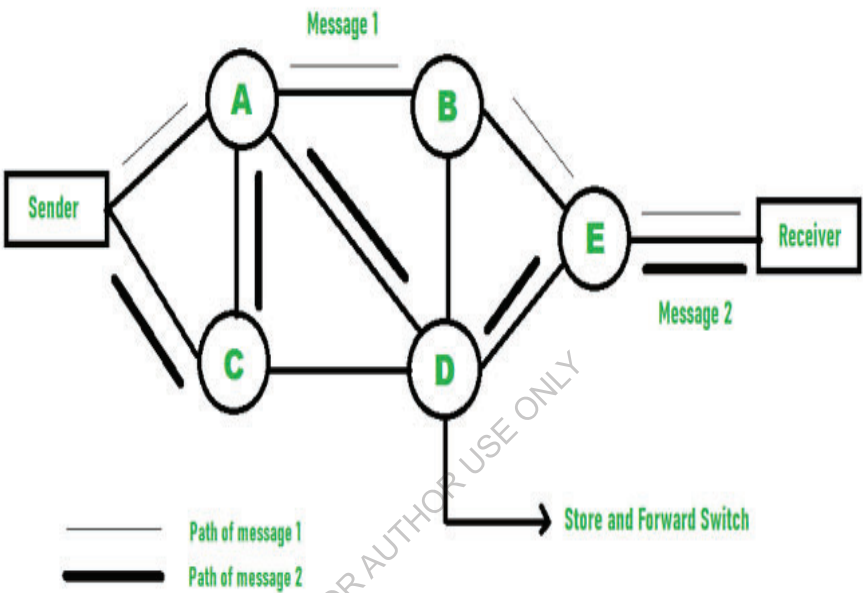 Message 1
A
B
Sender
E
Receiver
Message 2
C
D
OR AUTHOR USE ONLY
Store and Forward Switch
Path of message 1
Path of message 2